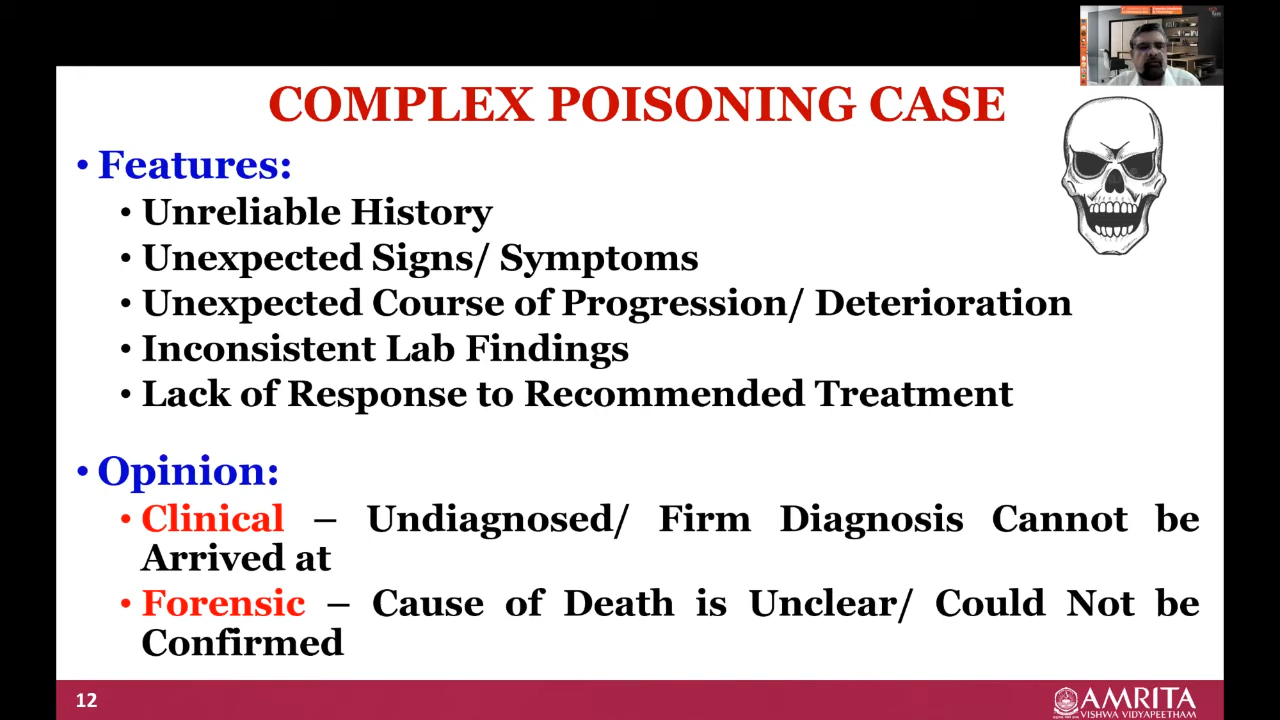 COMPLEX POISONING CASE
• Features:
• Unreliable History
• Unexpected Signs/ Symptoms
• Unexpected Course of Progression/ Deterioration
• Inconsistent Lab Findings
• Lack of Response to Recommended Treatment
• Opinion:
• Clinical – Undiagnosed/ Firm Diagnosis Cannot be
Arrived at
• Forensic – Cause of Death is Unclear/ Could Not be
Confirmed
12
AMRITA
VISHWA VIDYAPEETHAM